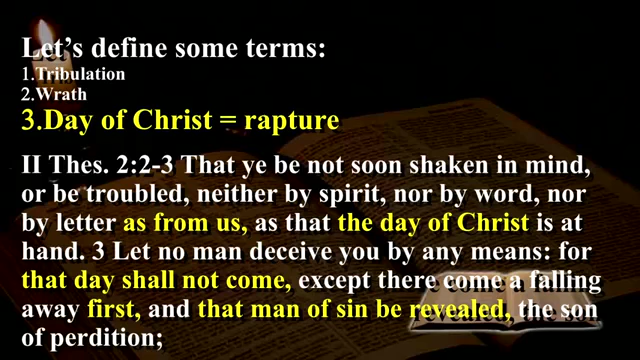 Let's define some terms:
1.Tribulation
2.Wrath
3.Day of Christ = rapture
II Thes. 2:2-3 That ye be not soon shaken in mind,
or be troubled, neither by spirit, nor by word, nor
by letter as from us, as that the day of Christ is at
hand. 3 Let no man deceive you by any means: for
that day shall not come, except there come a falling
away first, and that man of sin be revealed, the son
of perdition;